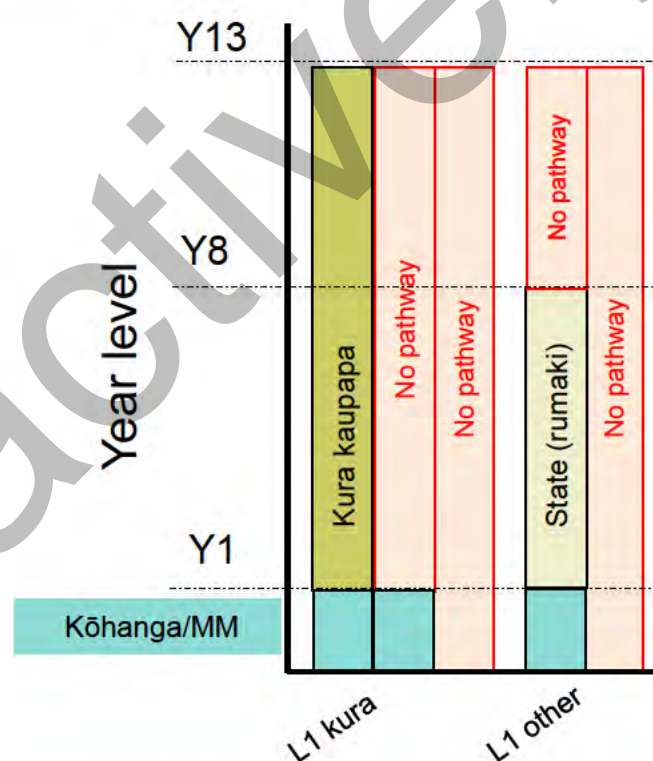 Y13
Y8
Y1
Year level
Kōhanga/MM
Kura kaupapa
No pathway
No pathway
No pathway
State (rumaki)
No pathway
L1 kura
L1 other